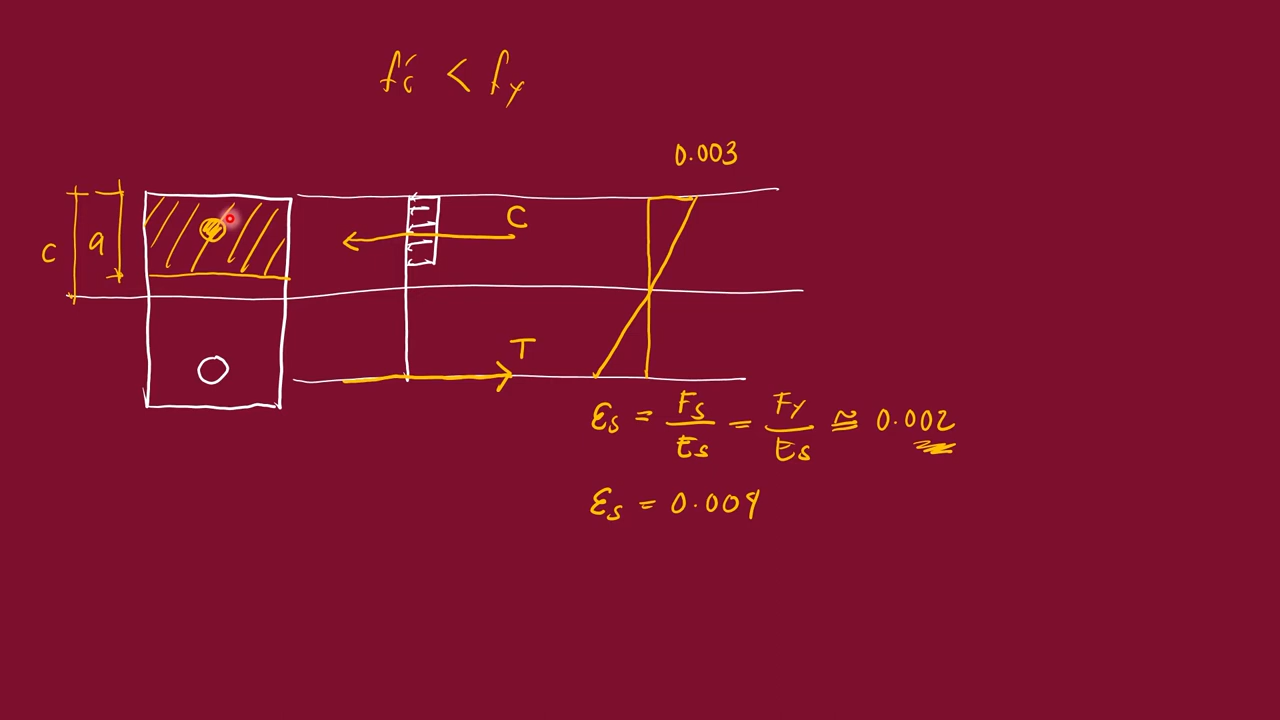 f'c < fy
0.003
C
c
a
T
εs = Fs/Es = Fy/Es ≅ 0.002
εs = 0.004